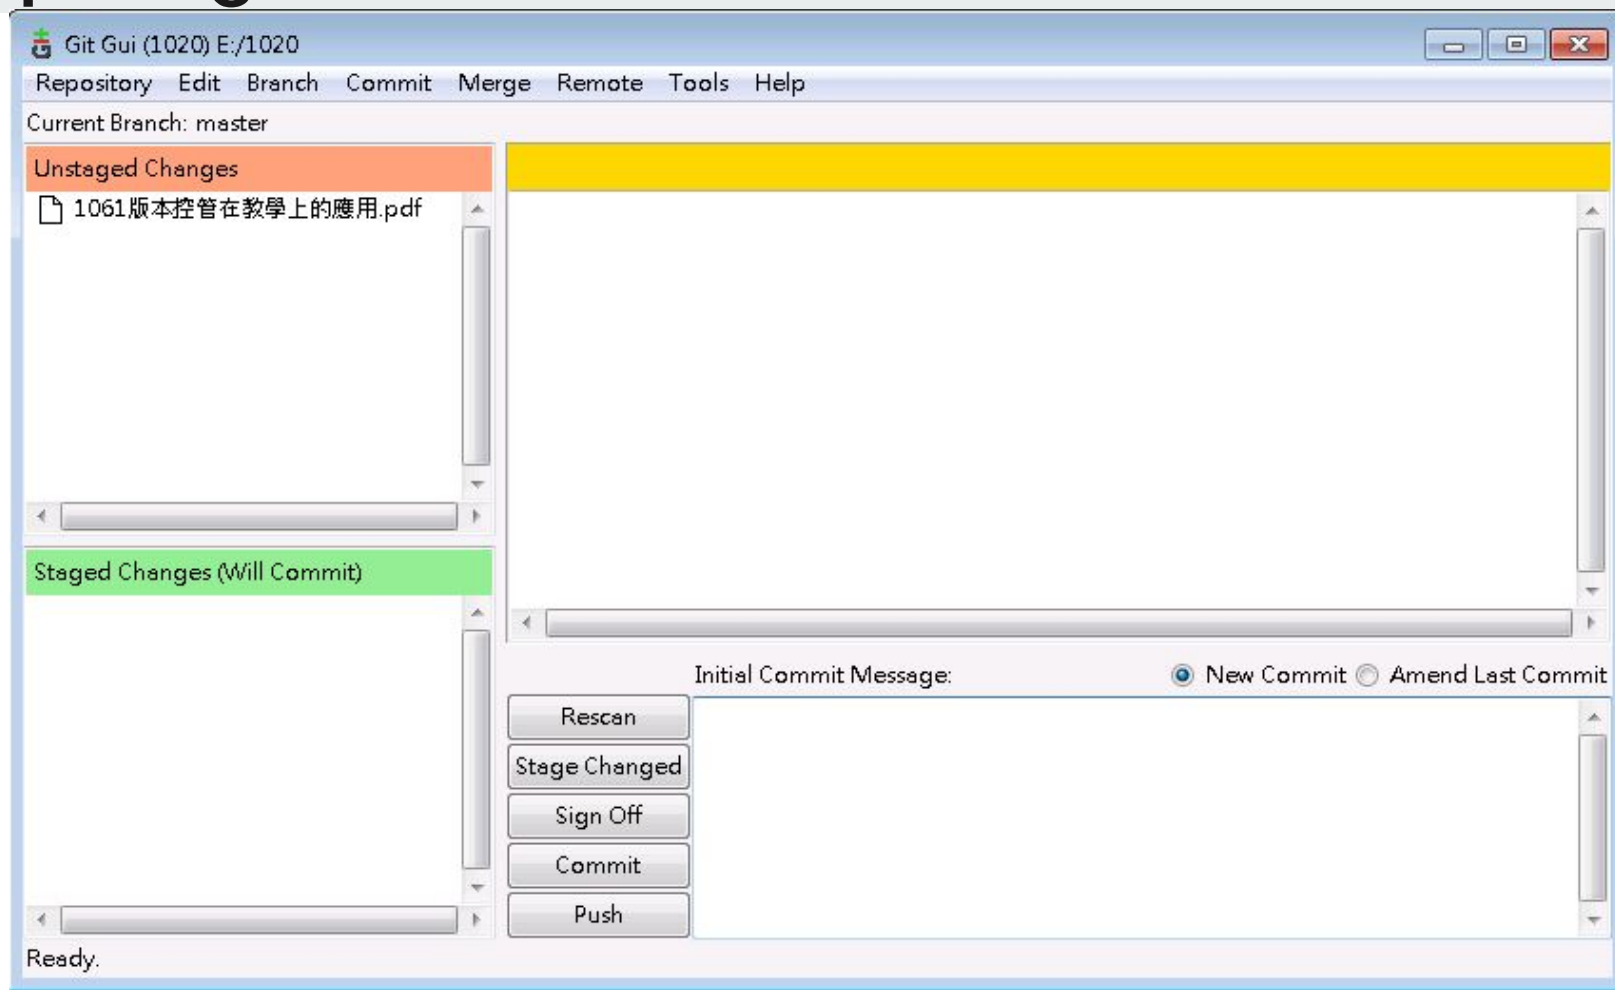 Git Gui (1020) E:/1020
Repository Edit Branch Commit Merge Remote Tools Help
Current Branch: master
Unstaged Changes
1061版本控管在教學上的應用.pdf
Staged Changes (Will Commit)
Initial Commit Message:
New Commit
Amend Last Commit
Rescan
Stage Changed
Sign Off
Commit
Push
Ready.